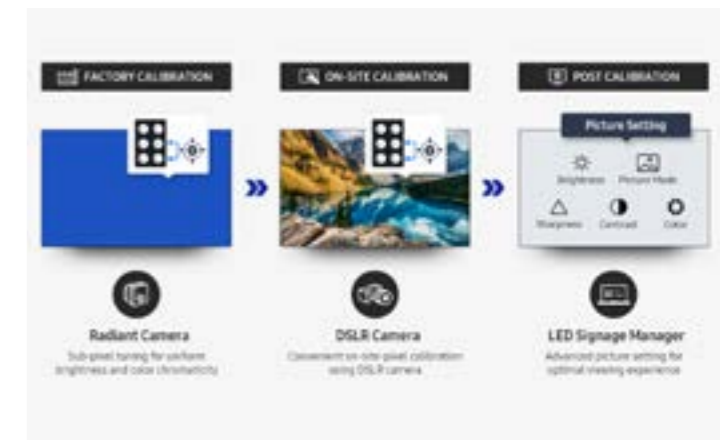 FACTORY CALIBRATION
ON-SITE CALIBRATION
POST CALIBRATION
Picture Setting
Brightness
Picture Mode
Sharpness
Contrast
Color
Radiant Camera
Sub-pixel tuning for uniform
brightness and color chromaticity
DSLR Camera
Convenient on-site pixel calibration
using DSLR camera
LED Signage Manager
Advanced picture setting for
optimal viewing experience